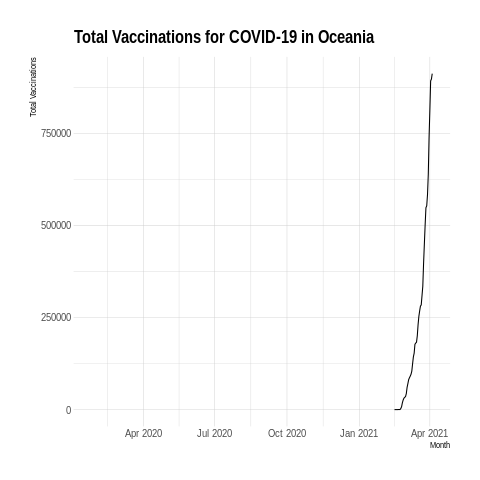 Total Vaccinations for COVID-19 in Oceania
Total Vaccinations
750000
500000
250000
0
Apr 2020 Jul 2020 Oct 2020 Jan 2021 Apr 2021
Month